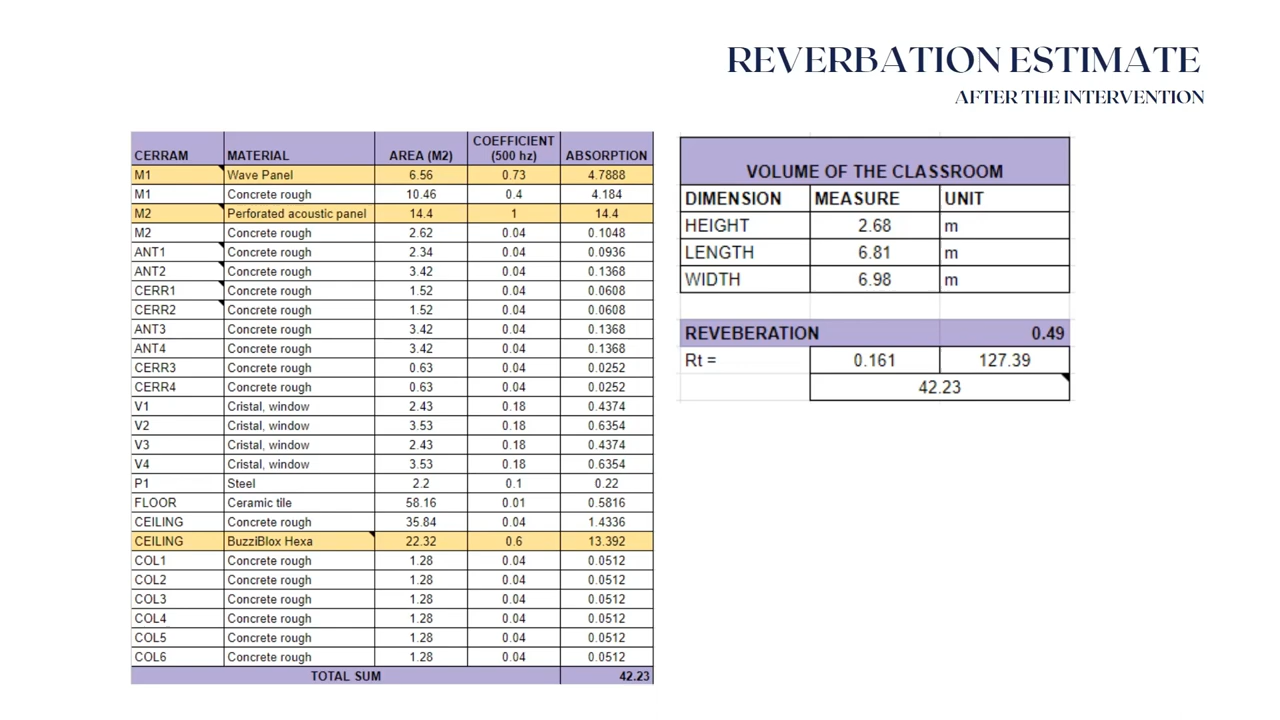 REVERBATION ESTIMATE
AFTER THE INTERVENTION
CERRAM MATERIAL AREA (M2) COEFFICIENT (500 hz) ABSORPTION
M1 Wave Panel 6.56 0.73 4.7888
M1 Concrete rough 10.46 0.4 4.184
M2 Perforated acoustic panel 14.4 1 14.4
M2 Concrete rough 2.62 0.04 0.1048
ANT1 Concrete rough 2.34 0.04 0.0936
ANT2 Concrete rough 3.42 0.04 0.1368
CERR1 Concrete rough 1.52 0.04 0.0608
CERR2 Concrete rough 1.52 0.04 0.0608
ANT3 Concrete rough 3.42 0.04 0.1368
ANT4 Concrete rough 3.42 0.04 0.1368
CERR3 Concrete rough 0.63 0.04 0.0252
CERR4 Concrete rough 0.63 0.04 0.0252
V1 Cristal, window 2.43 0.18 0.4374
V2 Cristal, window 3.53 0.18 0.6354
V3 Cristal, window 2.43 0.18 0.4374
V4 Cristal, window 3.53 0.18 0.6354
P1 Steel 2.2 0.1 0.22
FLOOR Ceramic tile 58.16 0.01 0.5816
CEILING Concrete rough 35.84 0.04 1.4336
CEILING BuzziBlox Hexa 22.32 0.6 13.392
COL1 Concrete rough 1.28 0.04 0.0512
COL2 Concrete rough 1.28 0.04 0.0512
COL3 Concrete rough 1.28 0.04 0.0512
COL4 Concrete rough 1.28 0.04 0.0512
COL5 Concrete rough 1.28 0.04 0.0512
COL6 Concrete rough 1.28 0.04 0.0512
TOTAL SUM 42.23
VOLUME OF THE CLASSROOM
DIMENSION MEASURE UNIT
HEIGHT 2.68 m
LENGTH 6.81 m
WIDTH 6.98 m
REVEBERATION 0.49
Rt = 0.161 127.39
42.23